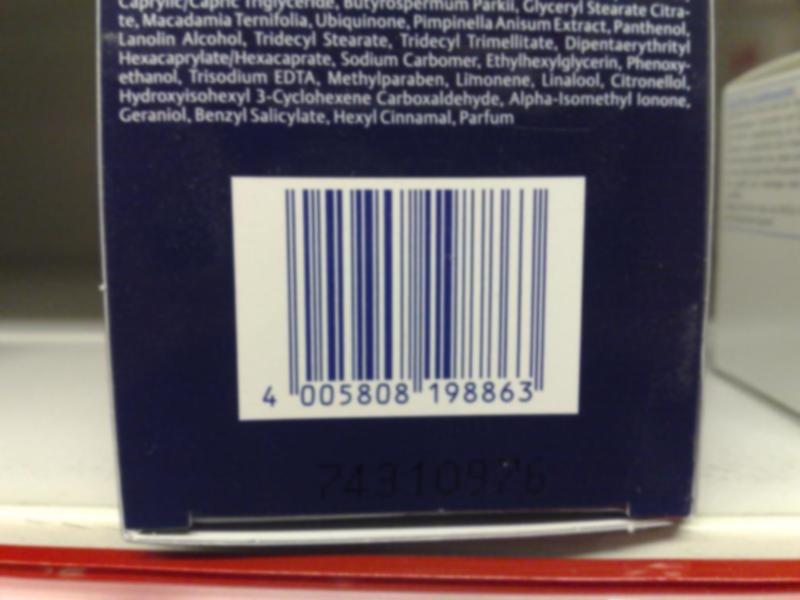 Caprylic/Capric Triglyceride, Butyrospermum Parkii, Glyceryl Stearate Citra-
te, Macadamia Ternifolia, Ubiquinone, Pimpinella Anisum Extract, Panthenol,
Lanolin Alcohol, Tridecyl Stearate, Tridecyl Trimellitate, Dipentaerythrityl
Hexacaprylate/Hexacaprate, Sodium Carbomer, Ethylhexylglycerin, Phenoxy-
ethanol, Trisodium EDTA, Methylparaben, Limonene, Linalool, Citronellol,
Hydroxyisohexyl 3-Cyclohexene Carboxaldehyde, Alpha-Isomethyl Ionone,
Geraniol, Benzyl Salicylate, Hexyl Cinnamal, Parfum
4 005808 198863
74310976